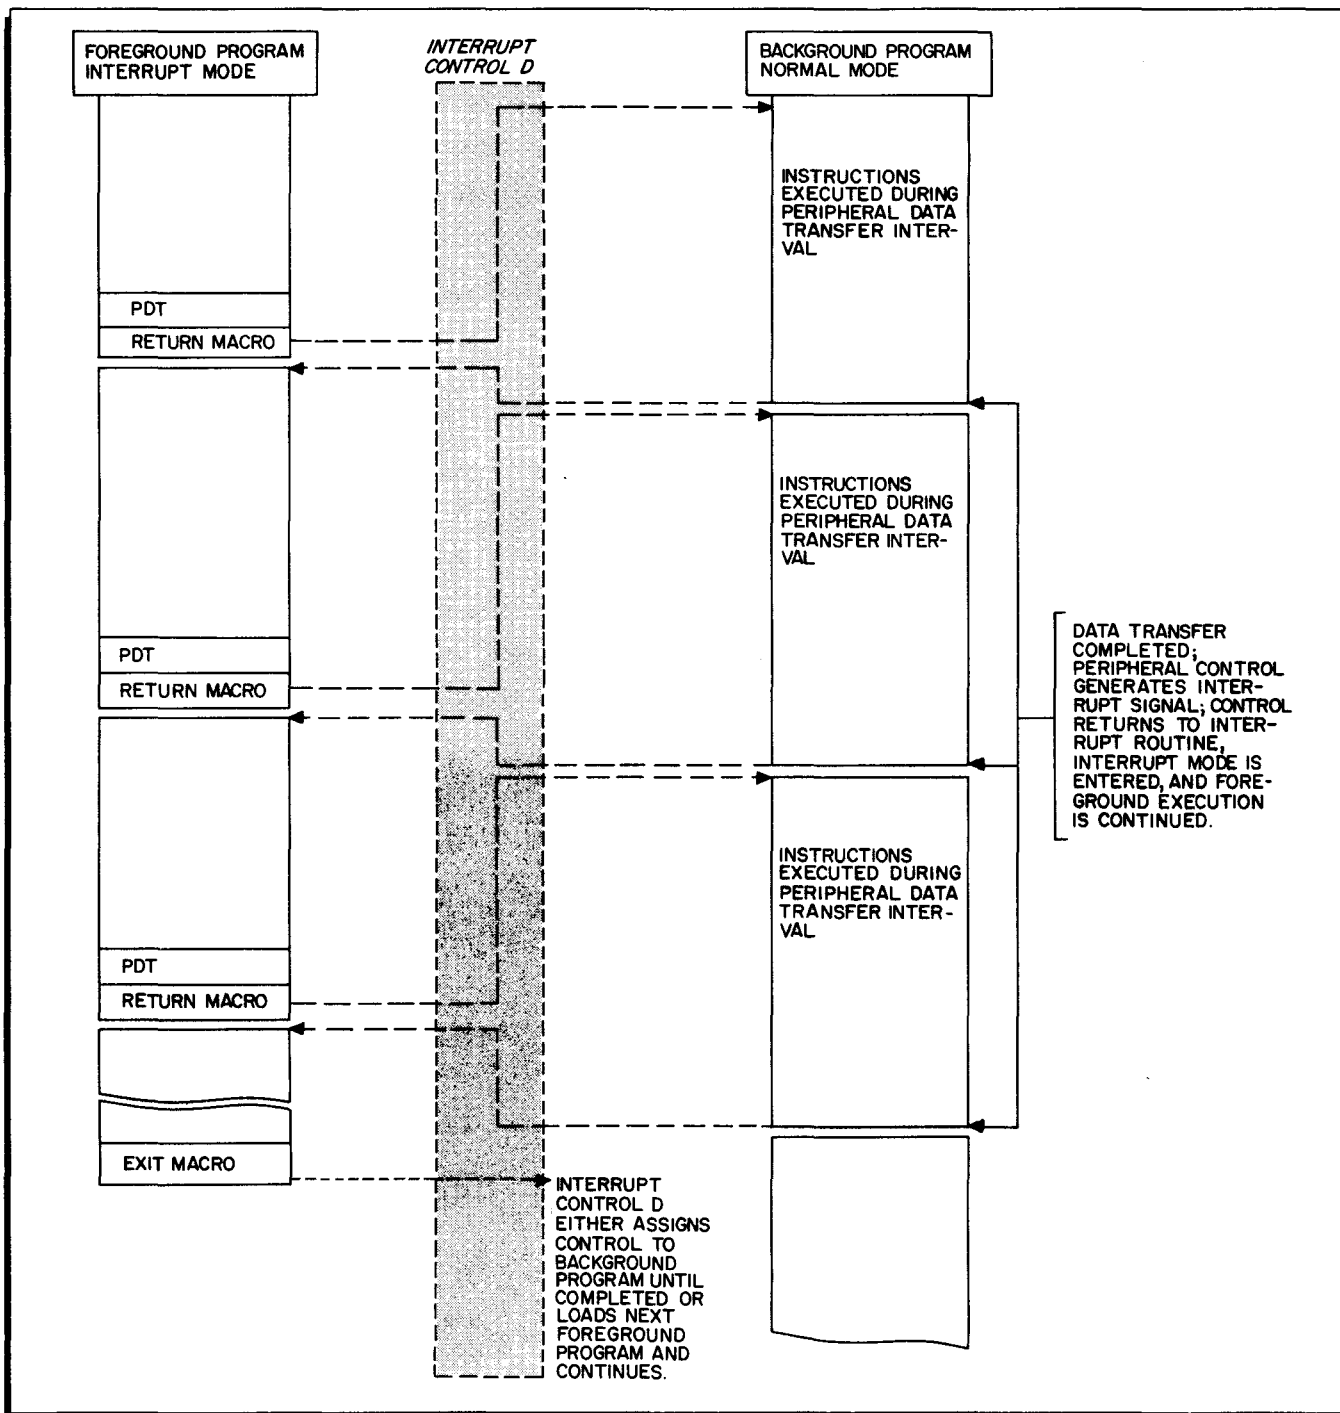 FOREGROUND PROGRAM
INTERRUPT MODE
INTERRUPT
CONTROL D
BACKGROUND PROGRAM
NORMAL MODE
INSTRUCTIONS
EXECUTED DURING
PERIPHERAL DATA
TRANSFER INTER-
VAL
PDT
RETURN MACRO
INSTRUCTIONS
EXECUTED DURING
PERIPHERAL DATA
TRANSFER INTER-
VAL
PDT
RETURN MACRO
DATA TRANSFER
COMPLETED;
PERIPHERAL CONTROL
GENERATES INTER-
RUPT SIGNAL; CONTROL
RETURNS TO INTER-
RUPT ROUTINE,
INTERRUPT MODE IS
ENTERED, AND FORE-
GROUND EXECUTION
IS CONTINUED.
INSTRUCTIONS
EXECUTED DURING
PERIPHERAL DATA
TRANSFER INTER-
VAL
PDT
RETURN MACRO
EXIT MACRO
INTERRUPT
CONTROL D
EITHER ASSIGNS
CONTROL TO
BACKGROUND
PROGRAM UNTIL
COMPLETED OR
LOADS NEXT
FOREGROUND
PROGRAM AND
CONTINUES.